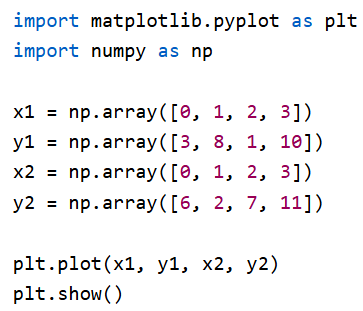 import matplotlib.pyplot as plt
import numpy as np
x1 = np.array([0, 1, 2, 3])
y1 = np.array([3, 8, 1, 10])
x2 = np.array([0, 1, 2, 3])
y2 = np.array([6, 2, 7, 11])
plt.plot(x1, y1, x2, y2)
plt.show()